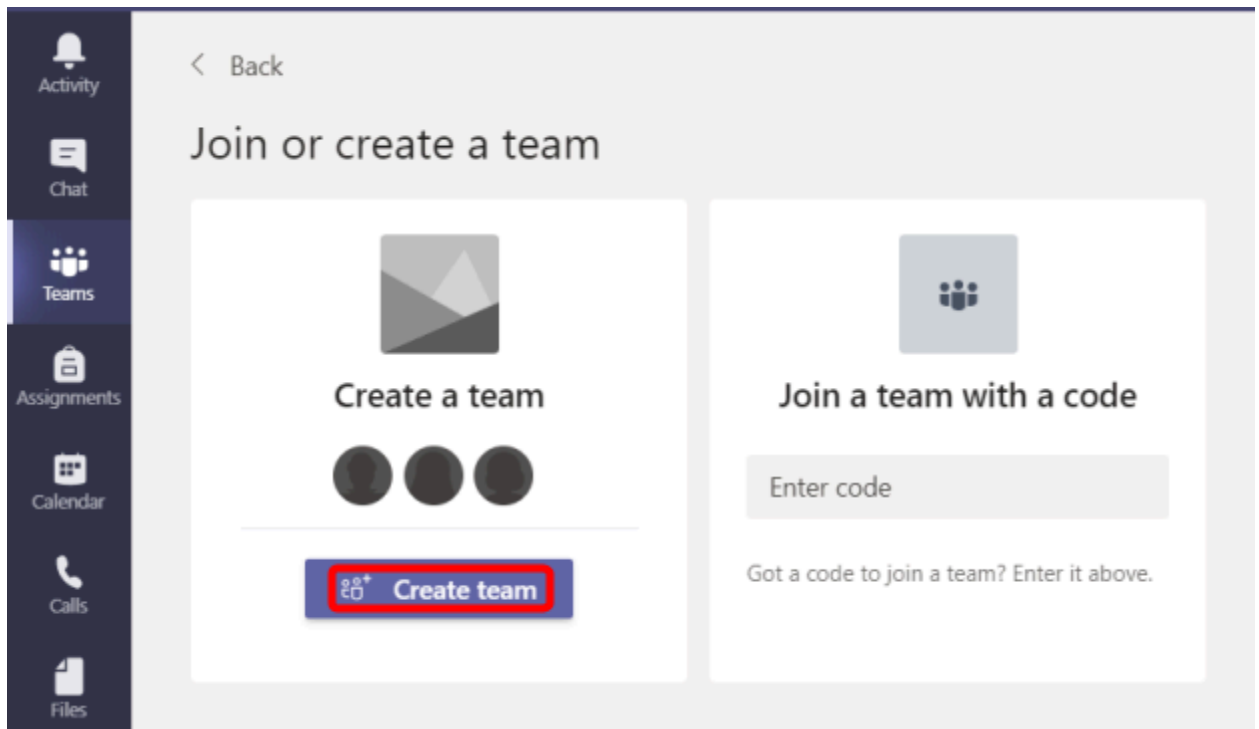 Activity
Chat
Teams
Assignments
Calendar
Calls
Files
Back
Join or create a team
Create a team
Create team
Join a team with a code
Enter code
Got a code to join a team? Enter it above.